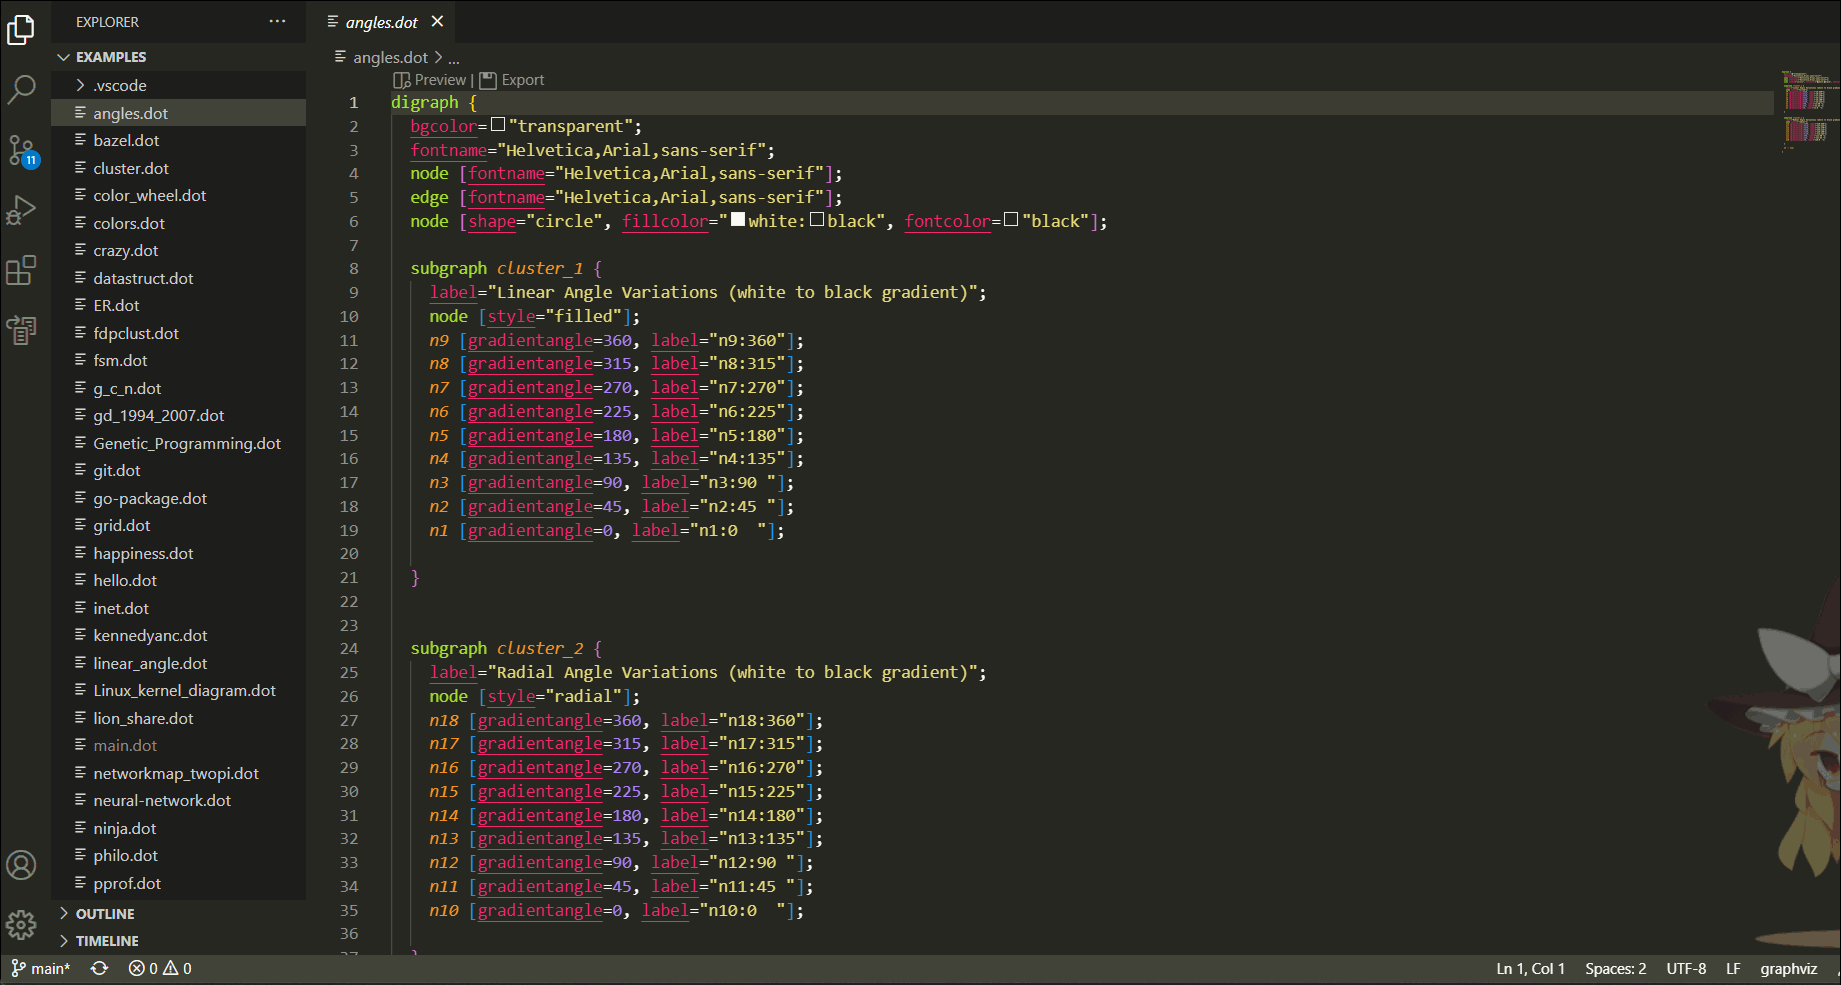 EXPLORER ···
EXAMPLES
.vscode
angles.dot
bazel.dot
cluster.dot
color_wheel.dot
colors.dot
crazy.dot
datastruct.dot
ER.dot
fdpclust.dot
fsm.dot
g_c_n.dot
gd_1994_2007.dot
Genetic_Programming.dot
git.dot
go-package.dot
grid.dot
happiness.dot
hello.dot
inet.dot
kennedyanc.dot
linear_angle.dot
Linux_kernel_diagram.dot
lion_share.dot
main.dot
networkmap_twopi.dot
neural-network.dot
ninja.dot
philo.dot
pprof.dot
OUTLINE
TIMELINE
11
angles.dot
angles.dot > ...
Preview | Export
1 digraph {
2 bgcolor="transparent";
3 fontname="Helvetica,Arial,sans-serif";
4 node [fontname="Helvetica,Arial,sans-serif"];
5 edge [fontname="Helvetica,Arial,sans-serif"];
6 node [shape="circle", fillcolor="white:black", fontcolor="black"];
7
8 subgraph cluster_1 {
9 label="Linear Angle Variations (white to black gradient)";
10 node [style="filled"];
11 n9 [gradientangle=360, label="n9:360"];
12 n8 [gradientangle=315, label="n8:315"];
13 n7 [gradientangle=270, label="n7:270"];
14 n6 [gradientangle=225, label="n6:225"];
15 n5 [gradientangle=180, label="n5:180"];
16 n4 [gradientangle=135, label="n4:135"];
17 n3 [gradientangle=90, label="n3:90 "];
18 n2 [gradientangle=45, label="n2:45 "];
19 n1 [gradientangle=0, label="n1:0  "];
20
21 }
22
23
24 subgraph cluster_2 {
25 label="Radial Angle Variations (white to black gradient)";
26 node [style="radial"];
27 n18 [gradientangle=360, label="n18:360"];
28 n17 [gradientangle=315, label="n17:315"];
29 n16 [gradientangle=270, label="n16:270"];
30 n15 [gradientangle=225, label="n15:225"];
31 n14 [gradientangle=180, label="n14:180"];
32 n13 [gradientangle=135, label="n13:135"];
33 n12 [gradientangle=90, label="n12:90 "];
34 n11 [gradientangle=45, label="n11:45 "];
35 n10 [gradientangle=0, label="n10:0  "];
36
main* 0 0 Ln 1, Col 1 Spaces: 2 UTF-8 LF graphviz